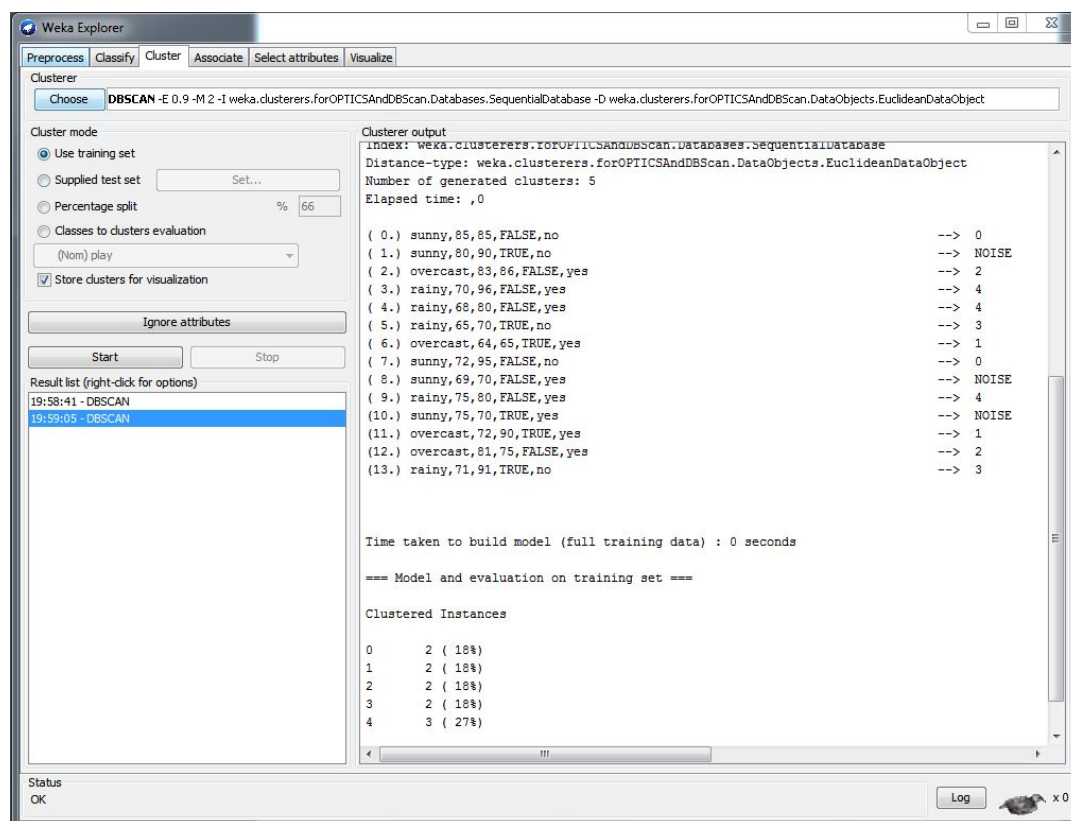 Weka Explorer
Preprocess Classify Cluster Associate Select attributes Visualize
Clusterer
Choose DBSCAN -E 0.9 -M 2 -I weka.clusterers.forOPTICSAndDBScan.Databases.SequentialDatabase -D weka.clusterers.forOPTICSAndDBScan.DataObjects.EuclideanDataObject
Cluster mode
Use training set
Supplied test set Set...
Percentage split % 66
Classes to clusters evaluation
(Nom) play
Store clusters for visualization
Ignore attributes
Start Stop
Result list (right-click for options)
19:58:41 - DBSCAN
19:59:05 - DBSCAN
Clusterer output
Index: weka.clusterers.forOPTICSAndDBScan.Databases.SequentialDatabase
Distance-type: weka.clusterers.forOPTICSAndDBScan.DataObjects.EuclideanDataObject
Number of generated clusters: 5
Elapsed time: ,0
( 0.) sunny,85,85,FALSE,no --> 0
( 1.) sunny,80,90,TRUE,no --> NOISE
( 2.) overcast,83,86,FALSE,yes --> 2
( 3.) rainy,70,96,FALSE,yes --> 4
( 4.) rainy,68,80,FALSE,yes --> 4
( 5.) rainy,65,70,TRUE,no --> 3
( 6.) overcast,64,65,TRUE,yes --> 1
( 7.) sunny,72,95,FALSE,no --> 0
( 8.) sunny,69,70,FALSE,yes --> NOISE
( 9.) rainy,75,80,FALSE,yes --> 4
(10.) sunny,75,70,TRUE,yes --> NOISE
(11.) overcast,72,90,TRUE,yes --> 1
(12.) overcast,81,75,FALSE,yes --> 2
(13.) rainy,71,91,TRUE,no --> 3
Time taken to build model (full training data) : 0 seconds
=== Model and evaluation on training set ===
Clustered Instances
0 2 ( 18%)
1 2 ( 18%)
2 2 ( 18%)
3 2 ( 18%)
4 3 ( 27%)
Status
OK
Log x 0